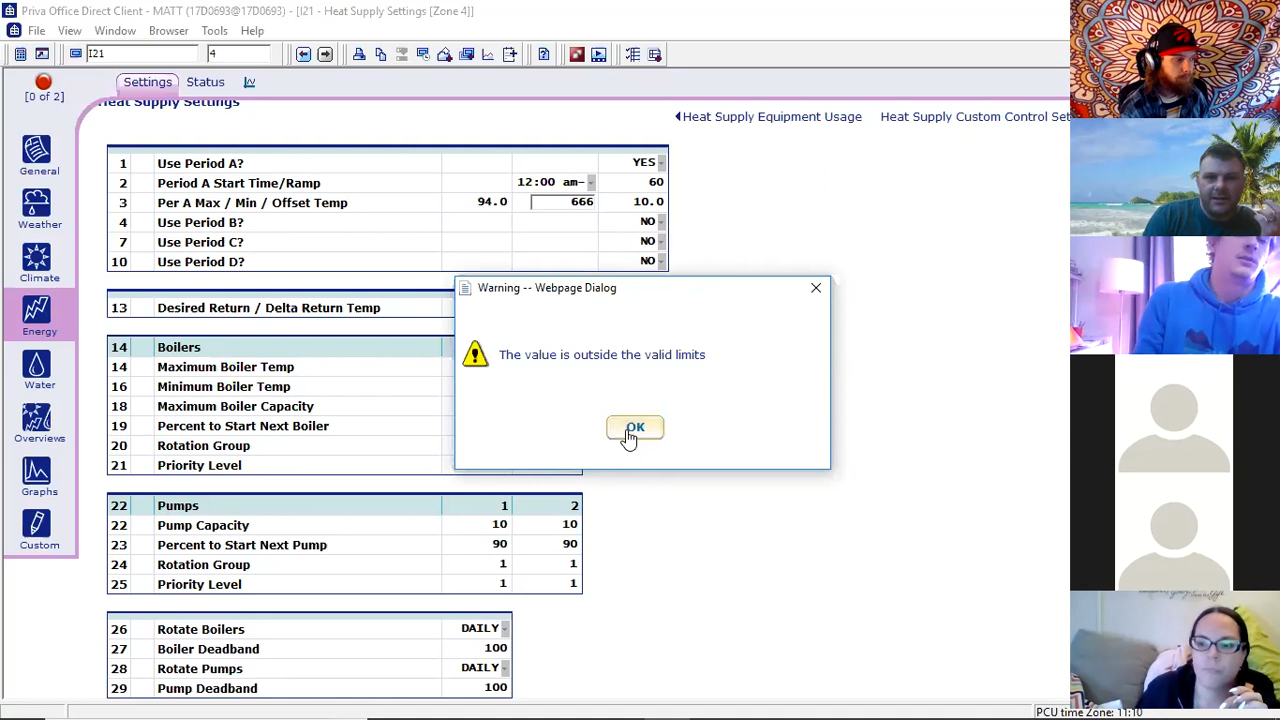 Priva Office Direct Client - MATT (17D0693@17D0693) - [I21 - Heat Supply Settings [Zone 4]]
File View Window Browser Tools Help
I21 4
[0 of 2]
Settings Status
Heat Supply Settings
Heat Supply Equipment Usage Heat Supply Custom Control Set
General
Weather
Climate
Energy
Water
Overviews
Graphs
Custom
1 Use Period A? YES
2 Period A Start Time/Ramp 12:00 am- 60
3 Per A Max / Min / Offset Temp 94.0 666 10.0
4 Use Period B? NO
7 Use Period C? NO
10 Use Period D? NO
13 Desired Return / Delta Return Temp
14 Boilers
14 Maximum Boiler Temp
16 Minimum Boiler Temp
18 Maximum Boiler Capacity
19 Percent to Start Next Boiler
20 Rotation Group
21 Priority Level
Warning -- Webpage Dialog
The value is outside the valid limits
OK
22 Pumps 1 2
22 Pump Capacity 10 10
23 Percent to Start Next Pump 90 90
24 Rotation Group 1 1
25 Priority Level 1 1
26 Rotate Boilers DAILY
27 Boiler Deadband 100
28 Rotate Pumps DAILY
29 Pump Deadband 100
PCU time Zone: 11:10